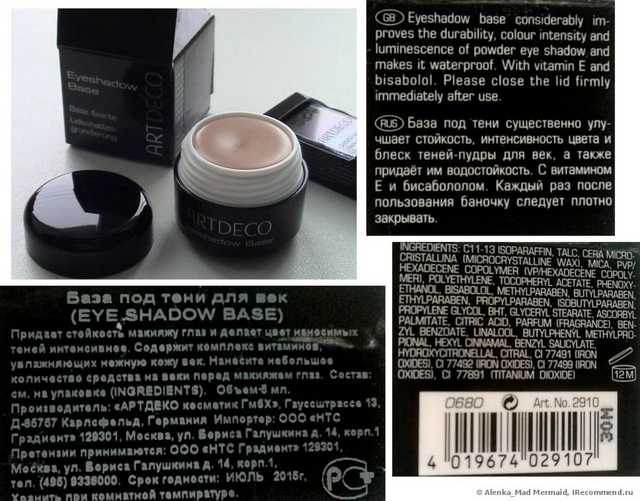 Eyeshadow
Base
Base fixante
Lidschatten-
grundierung
ARTDECO
ARTDECO
ARTDECO
Eyeshadow Base
GB Eyeshadow base considerably im-
proves the durability, colour intensity and
luminescence of powder eye shadow and
makes it waterproof. With vitamin E and
bisabolol. Please close the lid firmly
immediately after use.
RUS База под тени существенно улу-
чшает стойкость, интенсивность цвета и
блеск теней-пудры для век, а также
придаёт им водостойкость. С витамином
Е и бисабололом. Каждый раз после
пользования баночку следует плотно
закрывать.
База под тени для век
(EYE SHADOW BASE)
Придает стойкость макияжу глаз и делает цвет наносимых
теней интенсивнее. Содержит комплекс витаминов,
увлажняющих нежную кожу век. Нанесите небольшое
количество средства на веки перед макияжем глаз. Состав:
см. на упаковке (INGREDIENTS). Объем-5 мл.
Производитель: «АРТДЕКО косметик ГмбХ», Гауссштрассе 13,
Д-85757 Карлсфельд, Германия Импортер: ООО «НТС
Градиент» 129301, Москва, ул. Бориса Галушкина д. 14, корп.1
Претензии принимаются: ООО «НТС Градиент» 129301,
Москва, ул. Бориса Галушкина д. 14, корп.1,
тел. (495) 9336000. Срок годности: ИЮЛЬ 2015г.
Хранить при комнатной температуре.
INGREDIENTS: C11-13 ISOPARAFFIN, TALC, CERA MICRO-
CRISTALLINA (MICROCRYSTALLINE WAX), MICA, PVP/
HEXADECENE COPOLYMER (VP/HEXADECENE COPOLY-
MER), POLYETHYLENE, TOCOPHERYL ACETATE, PHENOXY-
ETHANOL, BISABOLOL, METHYLPARABEN, BUTYLPARABEN,
ETHYLPARABEN, PROPYLPARABEN, ISOBUTYLPARABEN,
PROPYLENE GLYCOL, BHT, GLYCERYL STEARATE, ASCORBYL
PALMITATE, CITRIC ACID, PARFUM (FRAGRANCE), BEN-
ZYL BENZOATE, LINALOOL, BUTYLPHENYL METHYLPRO-
PIONAL, HEXYL CINNAMAL, BENZYL SALICYLATE,
HYDROXYCITRONELLAL, CITRAL, CI 77491 (IRON
OXIDES), CI 77492 (IRON OXIDES), CI 77499 (IRON
OXIDES), CI 77891 (TITANIUM DIOXIDE)
12M
0680 Art. No. 2910
30M
4 019674 029107
© Alenka_Mad Mermaid, IRecommend.ru